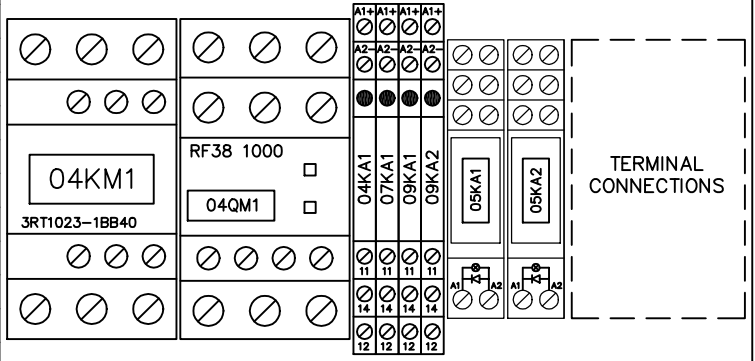 A1+ A1+ A1+ A1+
A2- A2- A2- A2-
04KM1
3RT1023-1BB40
RF38 1000
04QM1
04KA1
07KA1
09KA1
09KA2
11 11 11 11
14 14 14 14
12 12 12 12
05KA1
A1 A2
05KA2
A1 A2
TERMINAL
CONNECTIONS